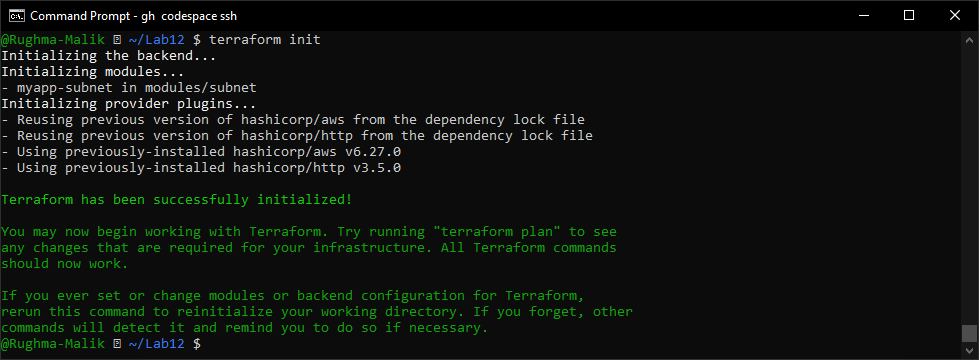 Command Prompt - gh codespace ssh
@Rughma-Malik ~/Lab12 $ terraform init
Initializing the backend...
Initializing modules...
- myapp-subnet in modules/subnet
Initializing provider plugins...
- Reusing previous version of hashicorp/aws from the dependency lock file
- Reusing previous version of hashicorp/http from the dependency lock file
- Using previously-installed hashicorp/aws v6.27.0
- Using previously-installed hashicorp/http v3.5.0
Terraform has been successfully initialized!
You may now begin working with Terraform. Try running "terraform plan" to see
any changes that are required for your infrastructure. All Terraform commands
should now work.
If you ever set or change modules or backend configuration for Terraform,
rerun this command to reinitialize your working directory. If you forget, other
commands will detect it and remind you to do so if necessary.
@Rughma-Malik ~/Lab12 $